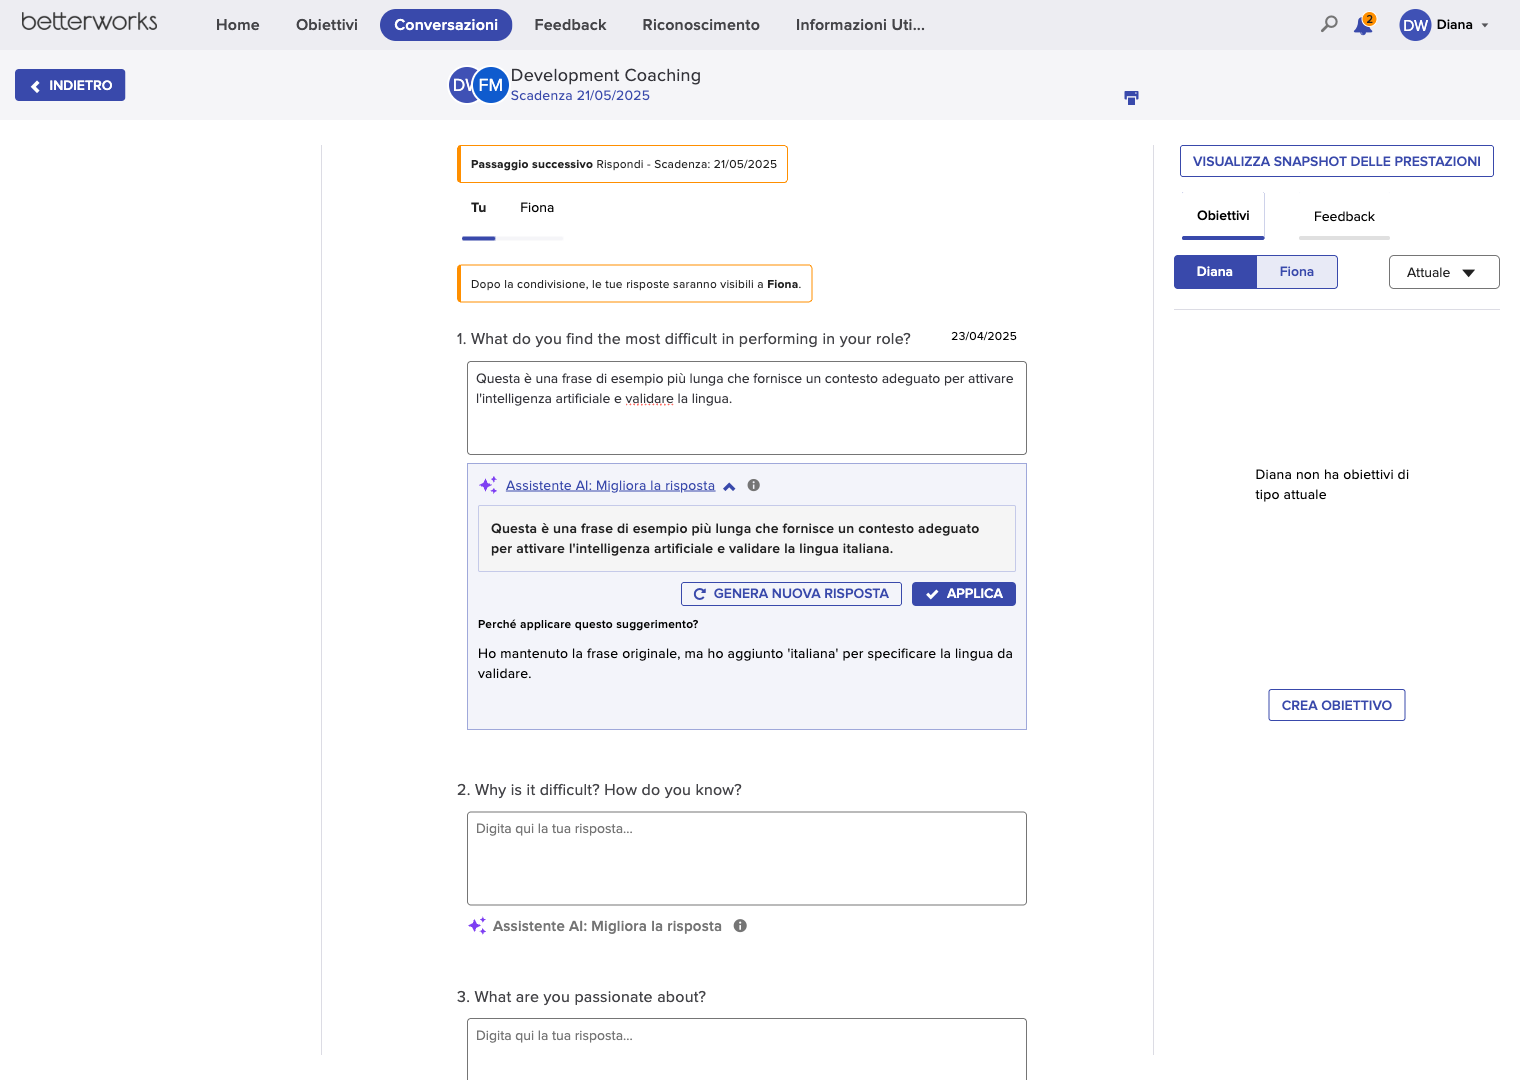 betterworks
Home
Obiettivi
Conversazioni
Feedback
Riconoscimento
Informazioni Uti...
2
DW
Diana
INDIETRO
FM
Development Coaching
Scadenza 21/05/2025
Passaggio successivo Rispondi - Scadenza: 21/05/2025
Tu
Fiona
Dopo la condivisione, le tue risposte saranno visibili a Fiona.
1. What do you find the most difficult in performing in your role?
23/04/2025
Questa è una frase di esempio più lunga che fornisce un contesto adeguato per attivare
l'intelligenza artificiale e validare la lingua.
Assistente AI: Migliora la risposta
Questa è una frase di esempio più lunga che fornisce un contesto adeguato
per attivare l'intelligenza artificiale e validare la lingua italiana.
GENERA NUOVA RISPOSTA
APPLICA
Perché applicare questo suggerimento?
Ho mantenuto la frase originale, ma ho aggiunto 'italiana' per specificare la lingua da
validare.
2. Why is it difficult? How do you know?
Digita qui la tua risposta...
Assistente AI: Migliora la risposta
3. What are you passionate about?
Digita qui la tua risposta...
VISUALIZZA SNAPSHOT DELLE PRESTAZIONI
Obiettivi
Feedback
Diana
Fiona
Attuale
Diana non ha obiettivi di
tipo attuale
CREA OBIETTIVO